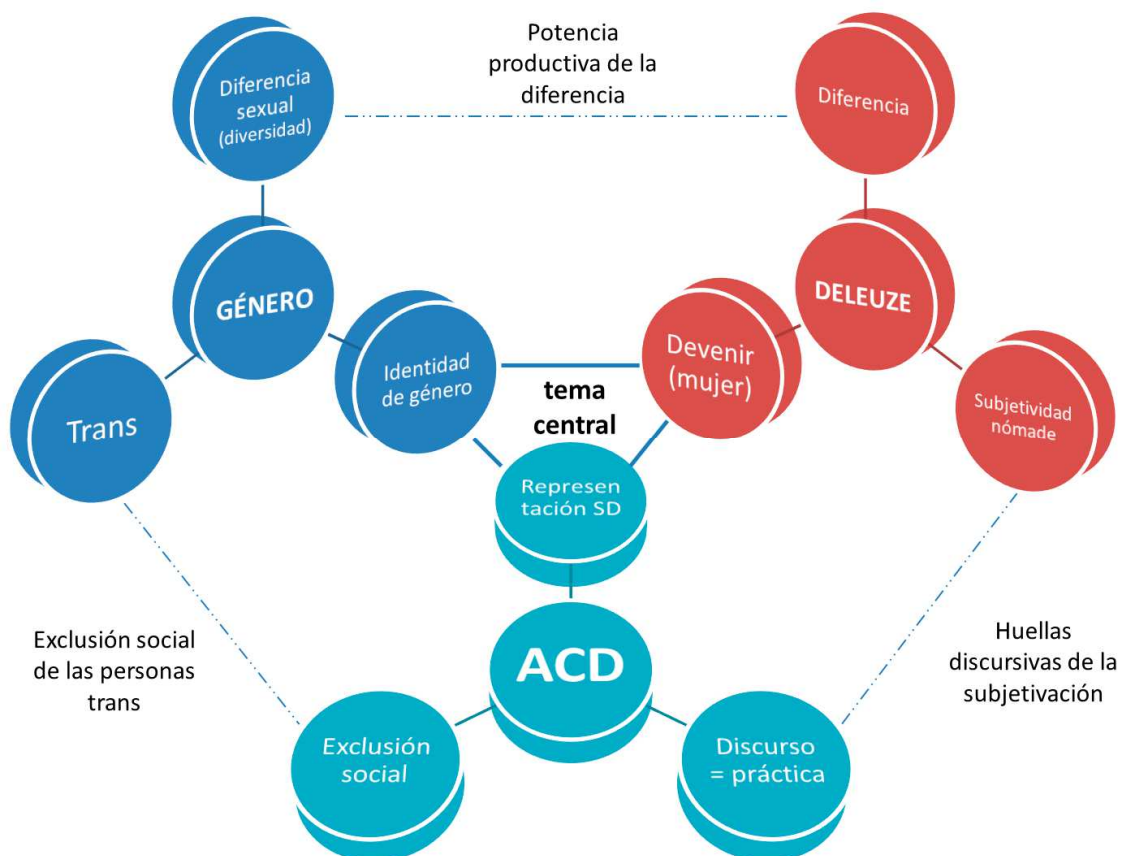 Potencia
productiva de la
diferencia
Diferencia
sexual
(diversidad)
Diferencia
GÉNERO
DELEUZE
Identidad
de género
Devenir
(mujer)
Trans
Subjetividad
nómade
tema
central
Represen
tación SD
ACD
Exclusión social
de las personas
trans
Huellas
discursivas de la
subjetivación
Exclusión
social
Discurso
= práctica